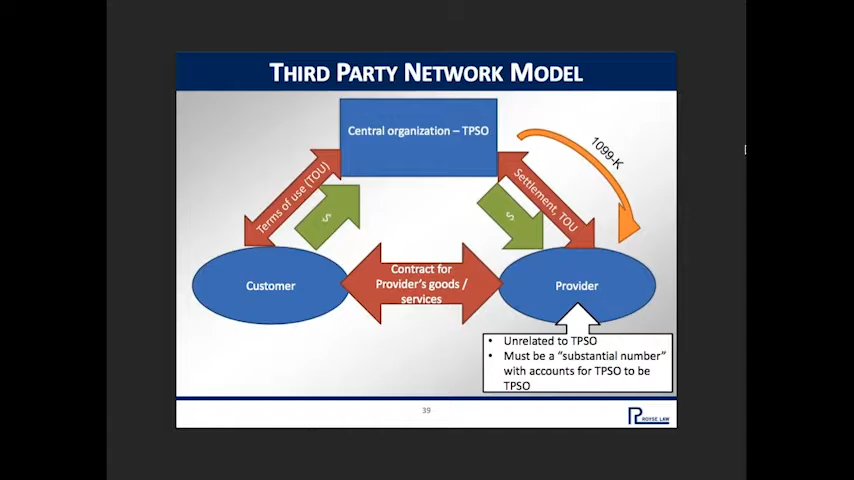 THIRD PARTY NETWORK MODEL
Central organization – TPSO
1099-K
Terms of use (TOU)
$
$
Settlement, TOU
Customer
Contract for
Provider's goods /
services
Provider
• Unrelated to TPSO
• Must be a "substantial number"
with accounts for TPSO to be
TPSO
39
ROYSE LAW